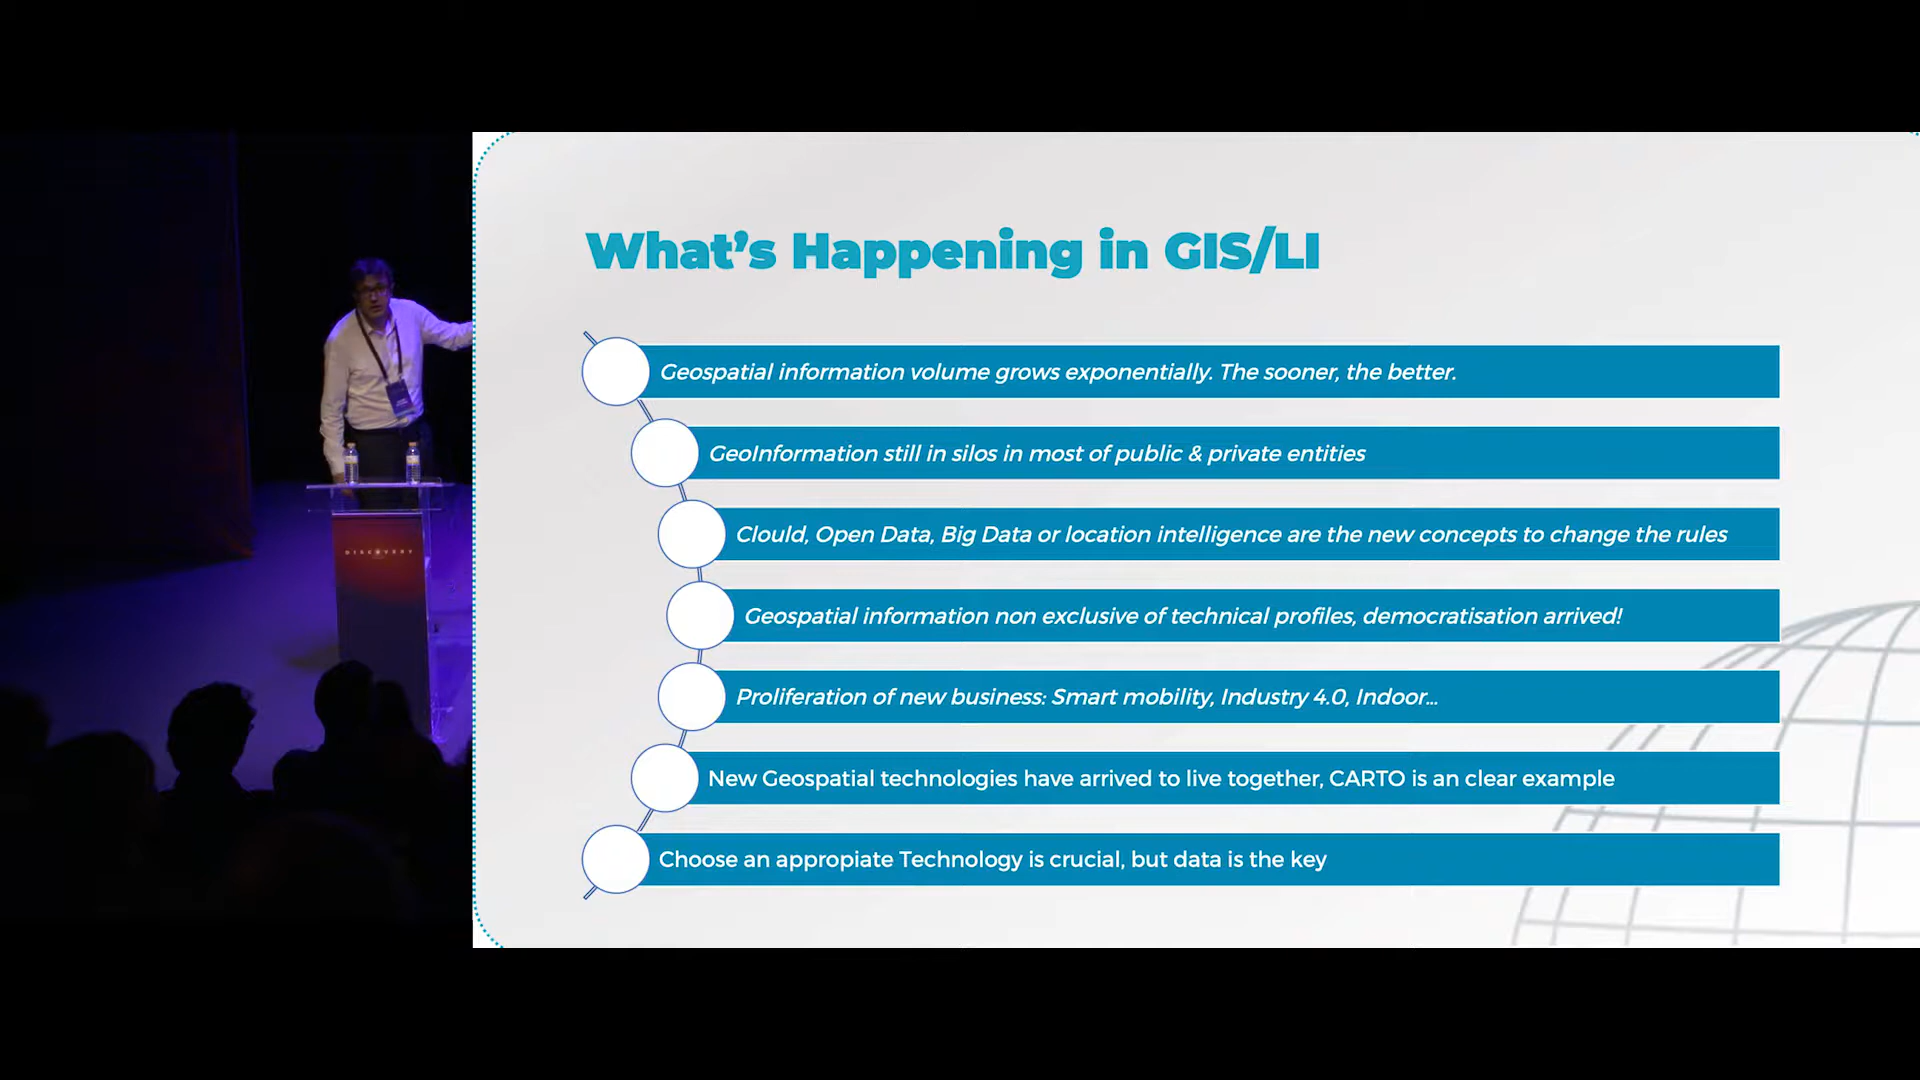 What's Happening in GIS/LI
Geospatial information volume grows exponentially. The sooner, the better.
GeoInformation still in silos in most of public & private entities
Clould, Open Data, Big Data or location intelligence are the new concepts to change the rules
Geospatial information non exclusive of technical profiles, democratisation arrived!
Proliferation of new business: Smart mobility, Industry 4.0, Indoor...
New Geospatial technologies have arrived to live together, CARTO is an clear example
Choose an appropiate Technology is crucial, but data is the key
DISCOVERY